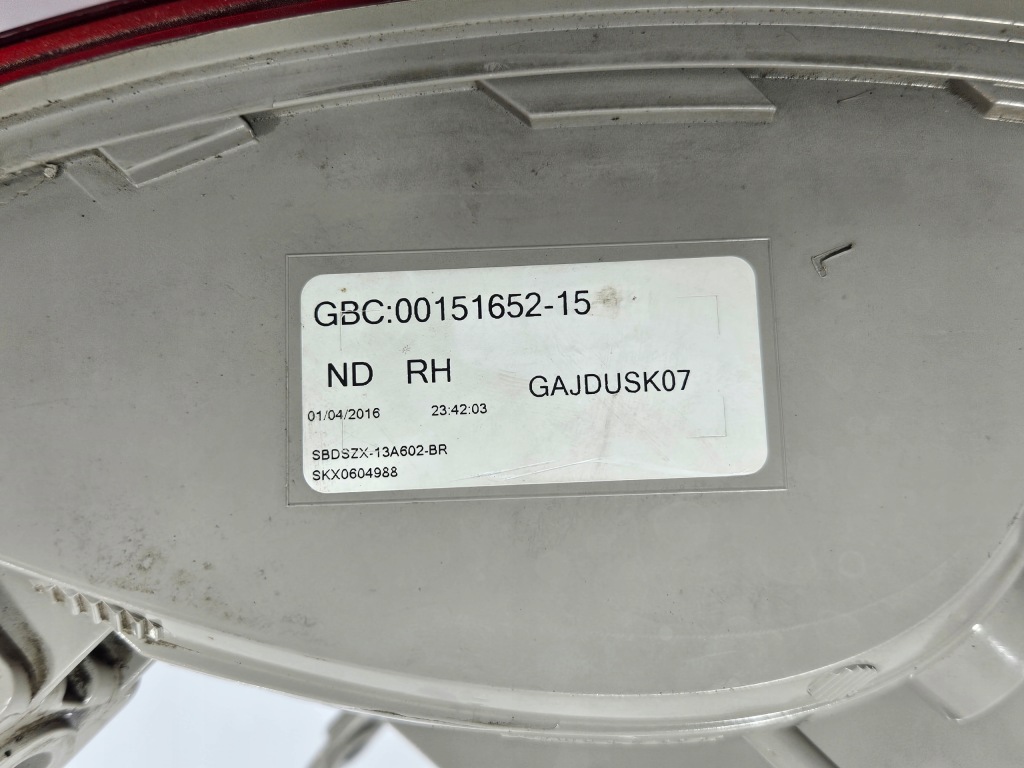 GBC:00151652-15
ND RH
GAJDUSK07
01/04/2016 23:42:03
SBDSZX-13A602-BR
SKX0604988